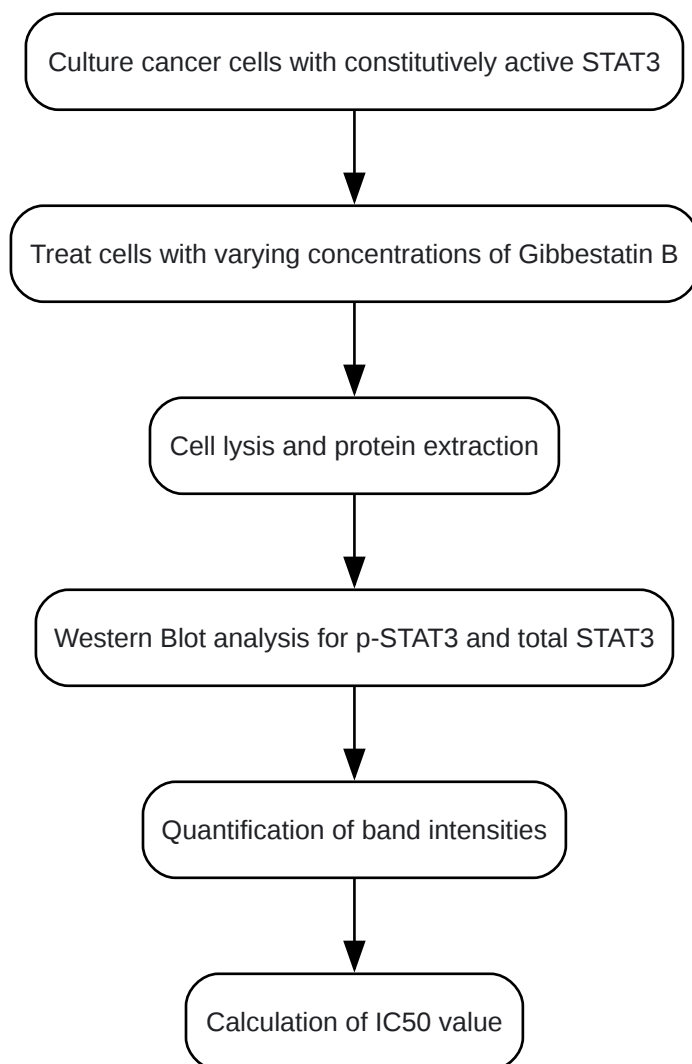 Culture cancer cells with constitutively active STAT3
Treat cells with varying concentrations of Gibbestatin B
Cell lysis and protein extraction
Western Blot analysis for p-STAT3 and total STAT3
Quantification of band intensities
Calculation of IC50 value